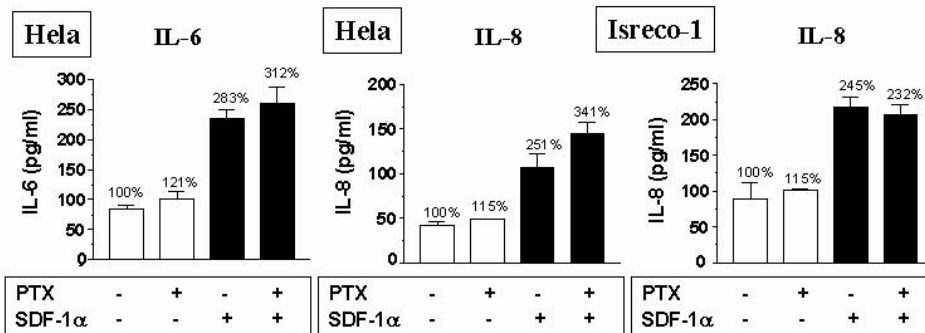 Hela IL-6
312%
283%
121%
100%
IL-6 (pg/ml)
300
250
200
150
100
50
0
PTX - + - +
SDF-1α - - + +
Hela IL-8
341%
251%
115%
100%
IL-8 (pg/ml)
200
150
100
50
0
PTX - + - +
SDF-1α - - + +
Isreco-1 IL-8
245%
232%
100%
115%
IL-8 (pg/ml)
250
200
150
100
50
0
PTX - + - +
SDF-1α - - + +